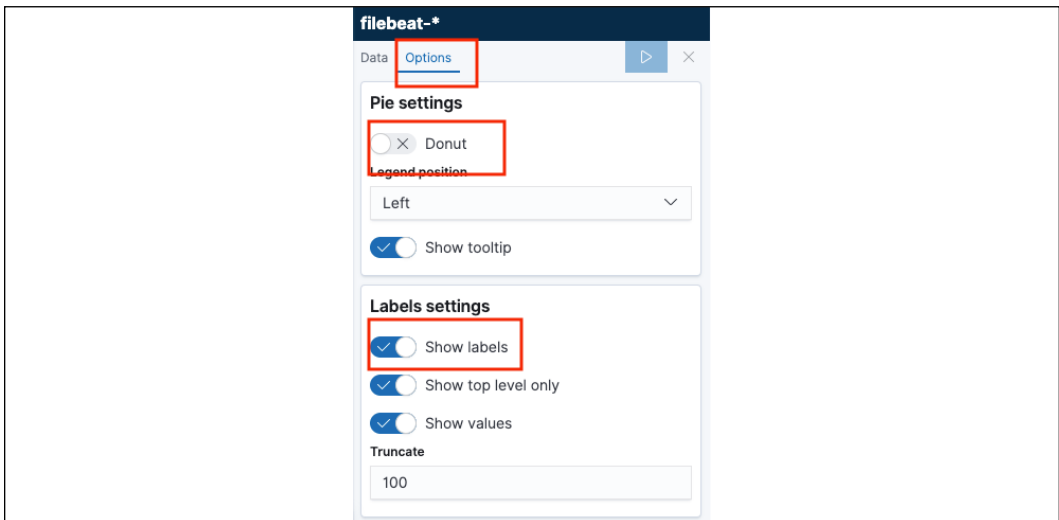 filebeat-*
Data Options
Pie settings
Donut
Legend position
Left
Show tooltip
Labels settings
Show labels
Show top level only
Show values
Truncate
100